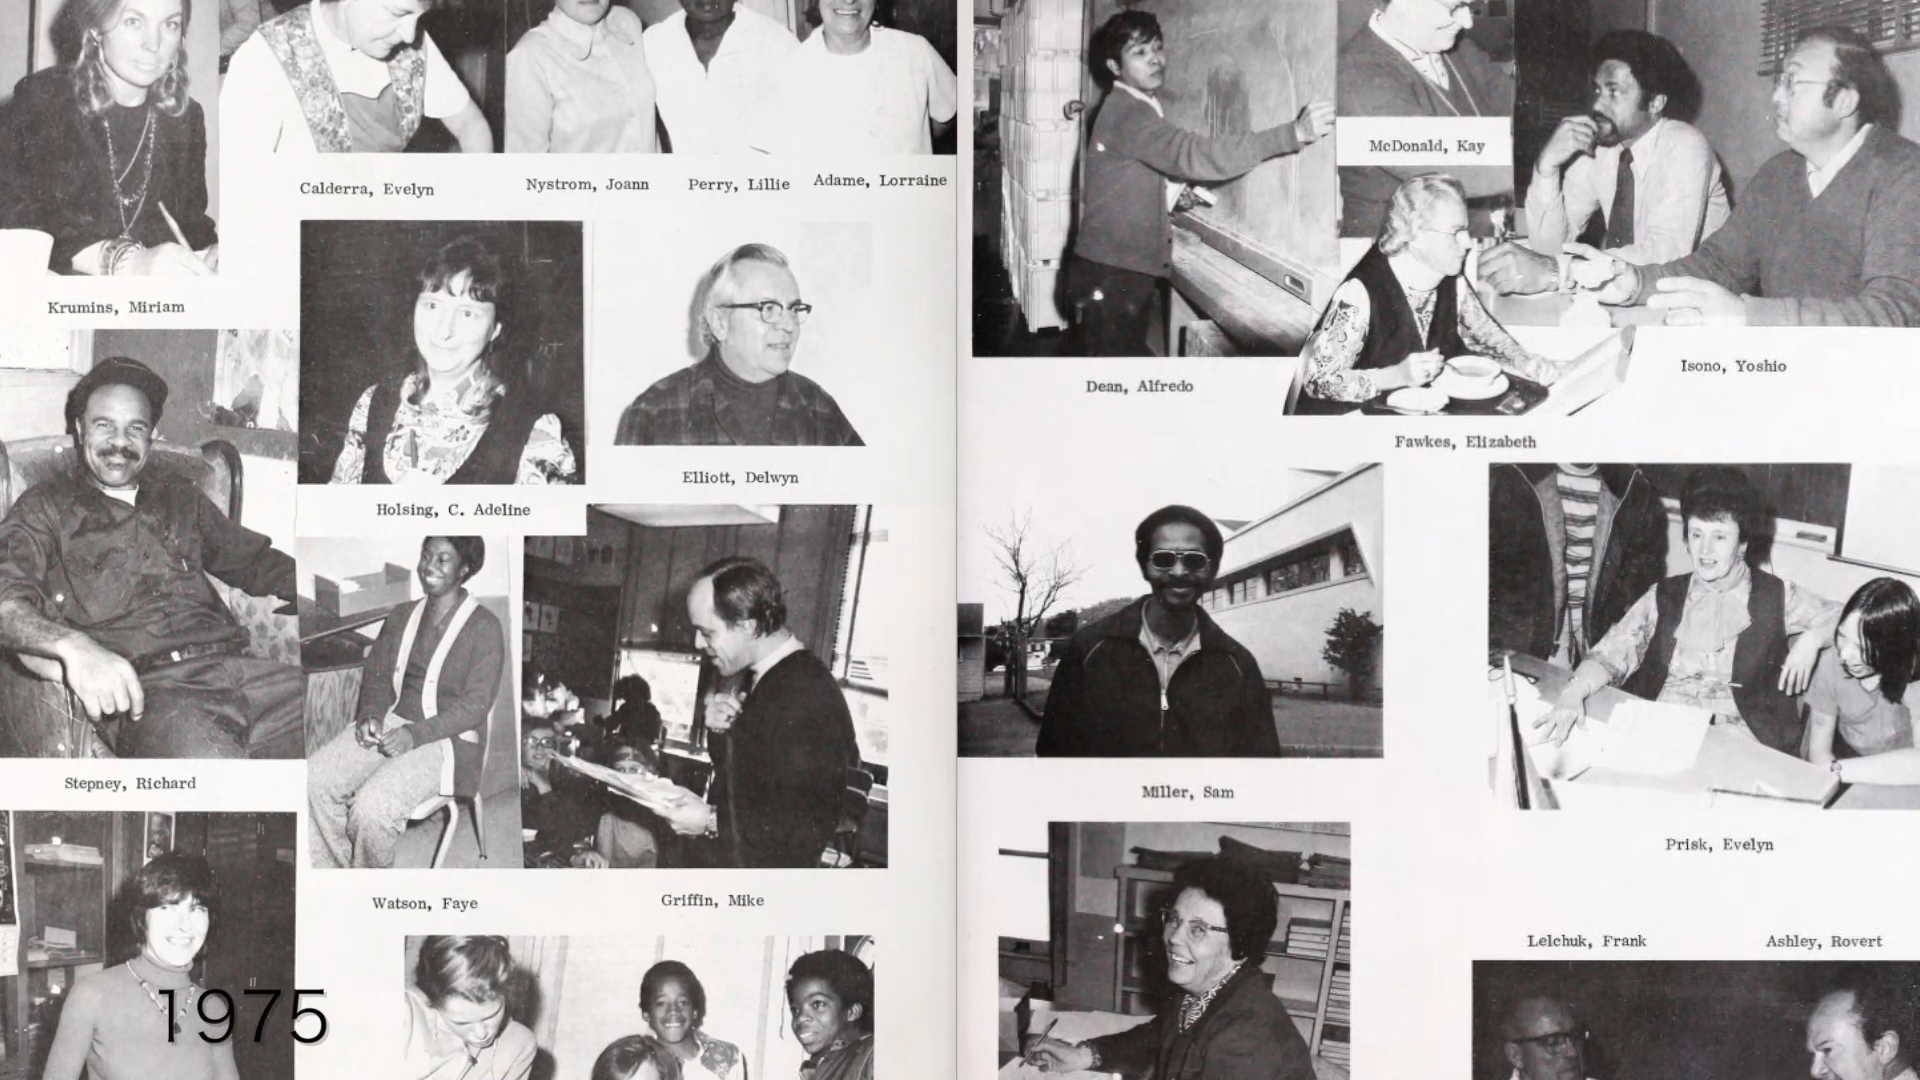 Calderra, Evelyn
Nystrom, Joann
Perry, Lillie
Adame, Lorraine
Krumins, Miriam
Elliott, Delwyn
Holsing, C. Adeline
Stepney, Richard
Watson, Faye
Griffin, Mike
1975
McDonald, Kay
Isono, Yoshio
Dean, Alfredo
Fawkes, Elizabeth
Miller, Sam
Prisk, Evelyn
Lelchuk, Frank
Ashley, Rovert